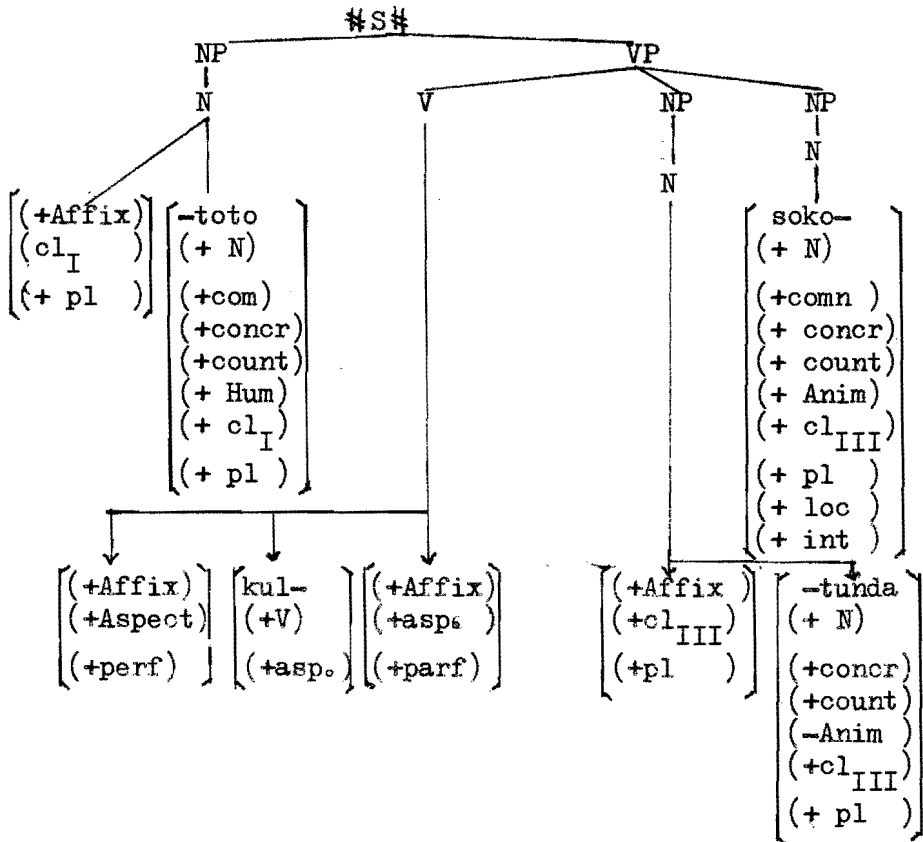 #S#
NP VP
N V NP NP
N
N
(+Affix) -toto soko-
(cl_I ) (+ N) (+ N)
(+ pl ) (+com) (+comn )
(+concr) (+ concr)
(+count) (+ count)
(+ Hum) (+ Anim)
(+ cl_I) (+ cl_III)
(+ pl ) (+ pl )
(+ loc )
(+ int )
(+Affix) kul- (+Affix) (+Affix -tunda
(+Aspect) (+V) (+asp. ) (+cl_III) (+ N)
(+perf) (+asp.) (+parf) (+pl ) (+concr)
(+count)
(-Anim )
(+cl_III)
(+ pl )